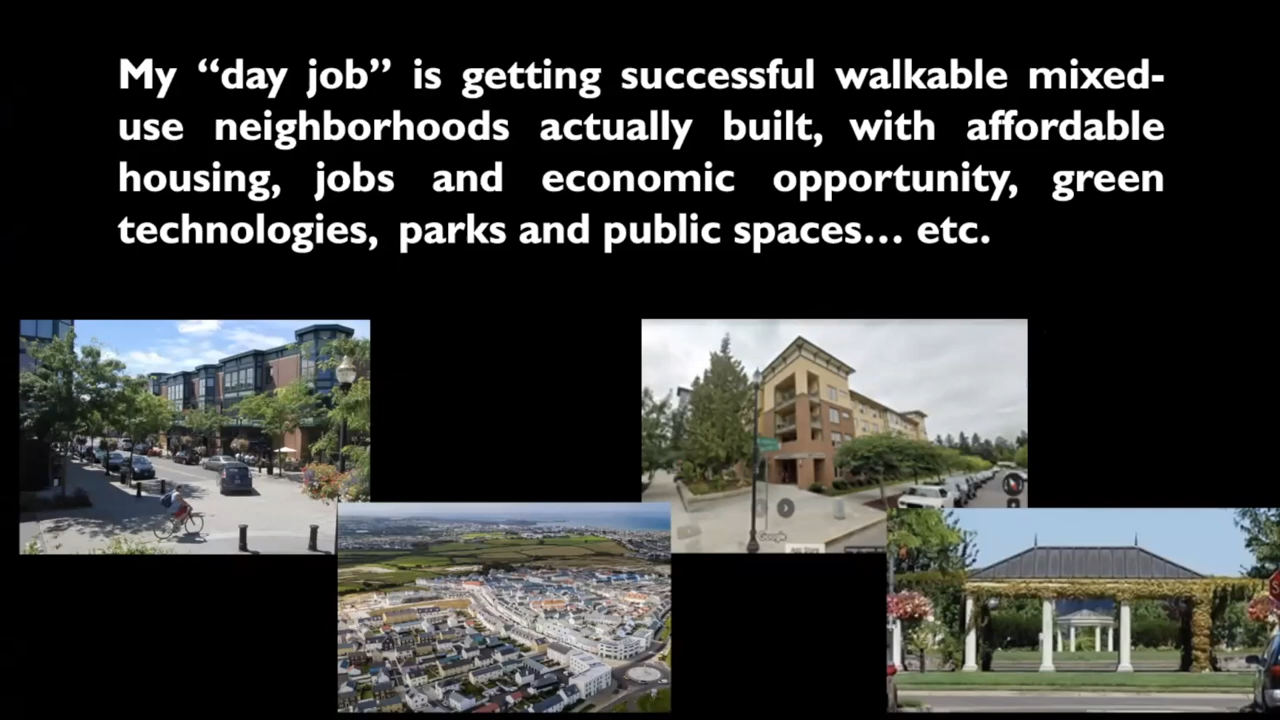 My “day job” is getting successful walkable mixed-
use neighborhoods actually built, with affordable
housing, jobs and economic opportunity, green
technologies, parks and public spaces… etc.
Google